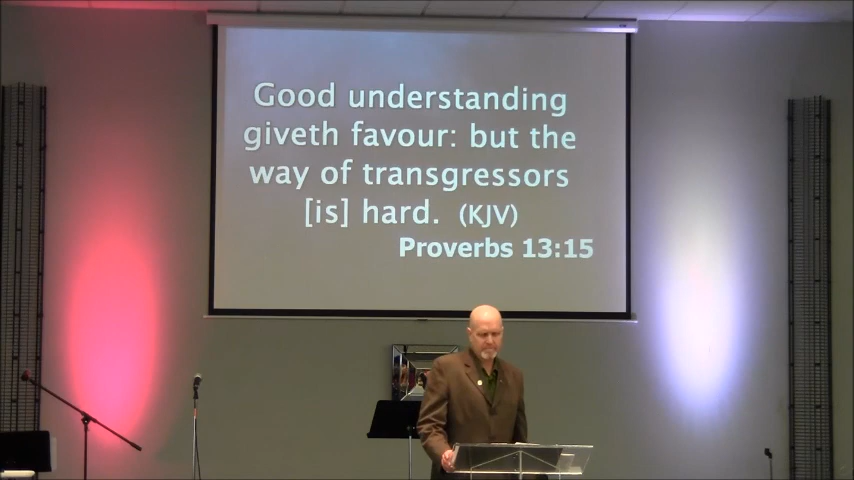 Good understanding
giveth favour: but the
way of transgressors
[is] hard. (KJV)
Proverbs 13:15